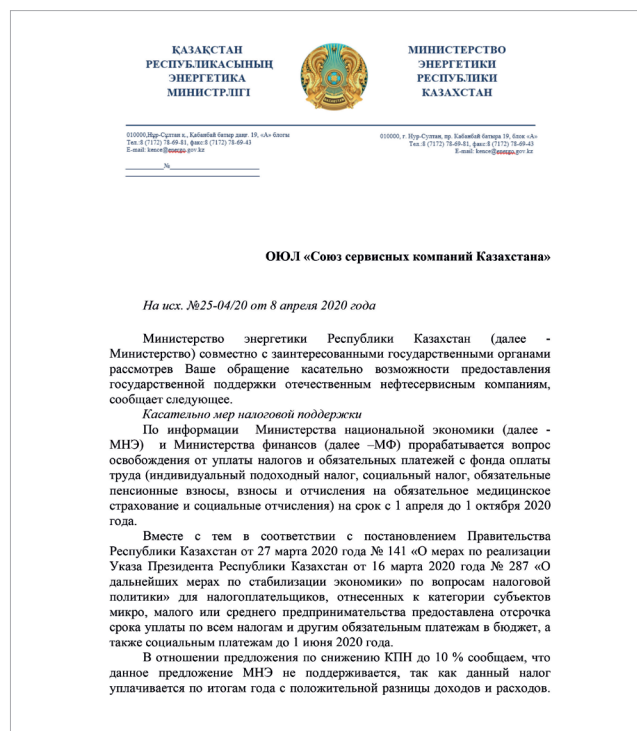 ҚАЗАҚСТАН
РЕСПУБЛИКАСЫНЫҢ
ЭНЕРГЕТИКА
МИНИСТРЛІГІ
МИНИСТЕРСТВО
ЭНЕРГЕТИКИ
РЕСПУБЛИКИ
КАЗАХСТАН
010000,Нұр-Сұлтан қ., Қабанбай батыр даңғ. 19, «А» блогы
Тел.:8 (7172) 78-69-81, факс:8 (7172) 78-69-43
E-mail: kence@energo.gov.kz
010000, г. Нур-Султан, пр. Кабанбай батыра 19, блок «А»
Тел.:8 (7172) 78-69-81, факс:8 (7172) 78-69-43
E-mail: kence@energo.gov.kz
____________№____________________________
ОЮЛ «Союз сервисных компаний Казахстана»
На исх. №25-04/20 от 8 апреля 2020 года
Министерство энергетики Республики Казахстан (далее -
Министерство) совместно с заинтересованными государственными органами
рассмотрев Ваше обращение касательно возможности предоставления
государственной поддержки отечественным нефтесервисным компаниям,
сообщает следующее.
Касательно мер налоговой поддержки
По информации Министерства национальной экономики (далее -
МНЭ) и Министерства финансов (далее –МФ) прорабатывается вопрос
освобождения от уплаты налогов и обязательных платежей с фонда оплаты
труда (индивидуальный подоходный налог, социальный налог, обязательные
пенсионные взносы, взносы и отчисления на обязательное медицинское
страхование и социальные отчисления) на срок с 1 апреля до 1 октября 2020
года.
Вместе с тем в соответствии с постановлением Правительства
Республики Казахстан от 27 марта 2020 года № 141 «О мерах по реализации
Указа Президента Республики Казахстан от 16 марта 2020 года № 287 «О
дальнейших мерах по стабилизации экономики» по вопросам налоговой
политики» для налогоплательщиков, отнесенных к категории субъектов
микро, малого или среднего предпринимательства предоставлена отсрочка
срока уплаты по всем налогам и другим обязательным платежам в бюджет, а
также социальным платежам до 1 июня 2020 года.
В отношении предложения по снижению КПН до 10 % сообщаем, что
данное предложение МНЭ не поддерживается, так как данный налог
уплачивается по итогам года с положительной разницы доходов и расходов.